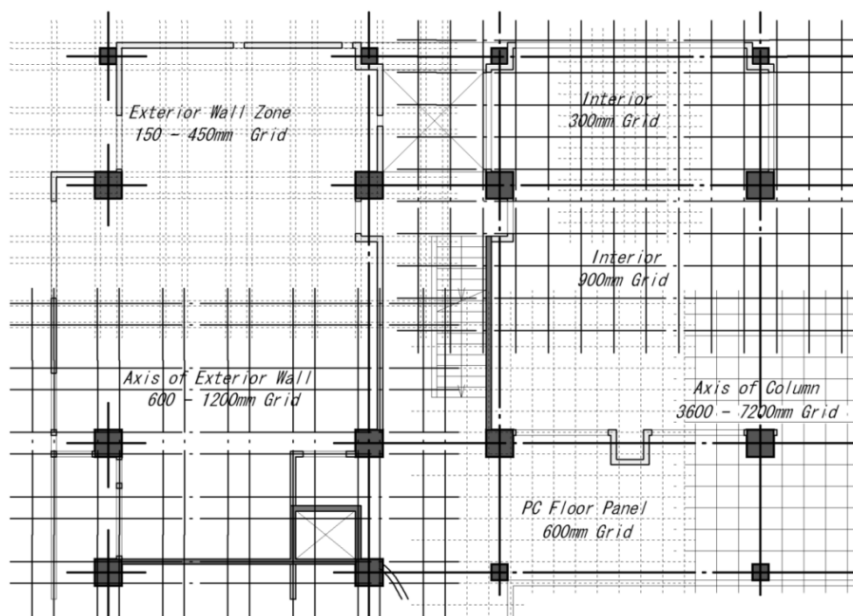 Exterior Wall Zone
150 - 450mm Grid
Interior
300mm Grid
Interior
900mm Grid
Axis of Exterior Wall
600 - 1200mm Grid
Axis of Column
3600 - 7200mm Grid
PC Floor Panel
600mm Grid